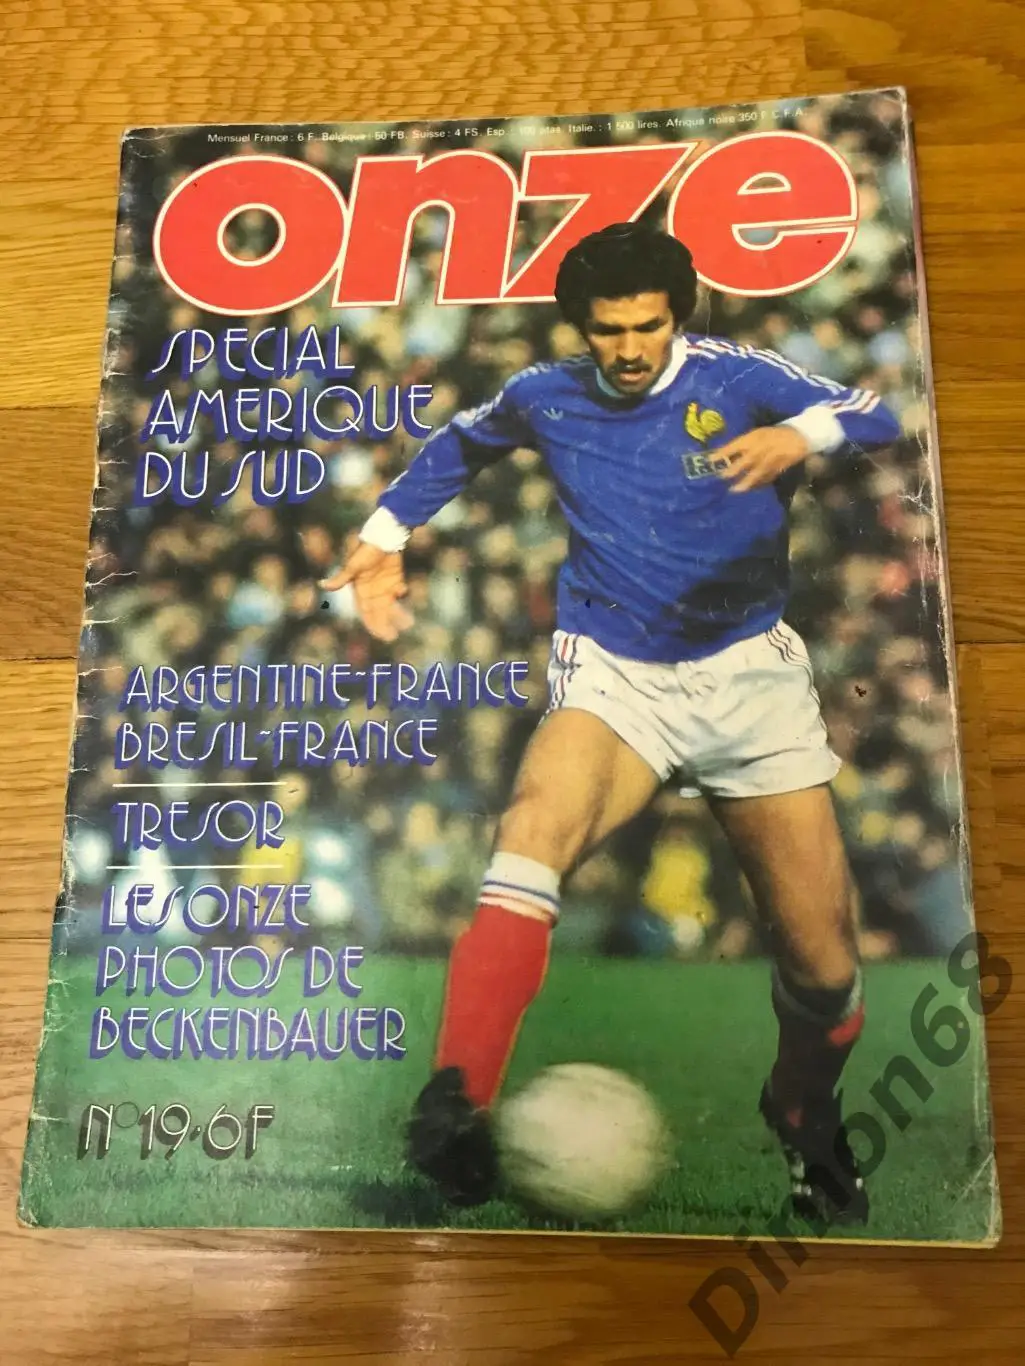 Mensuel France : 6 F. Belgique : 50 FB. Suisse : 4 FS. Esp. : 100 ptas. Italie. : 1 500 lires. Afrique noire 350 F C.F.A.
onze
SPECIAL
AMERIQUE
DU SUD
ARGENTINE-FRANCE
BRESIL-FRANCE
TRESOR
LES ONZE
PHOTOS DE
BECKENBAUER
N° 19.6F
Dimon68